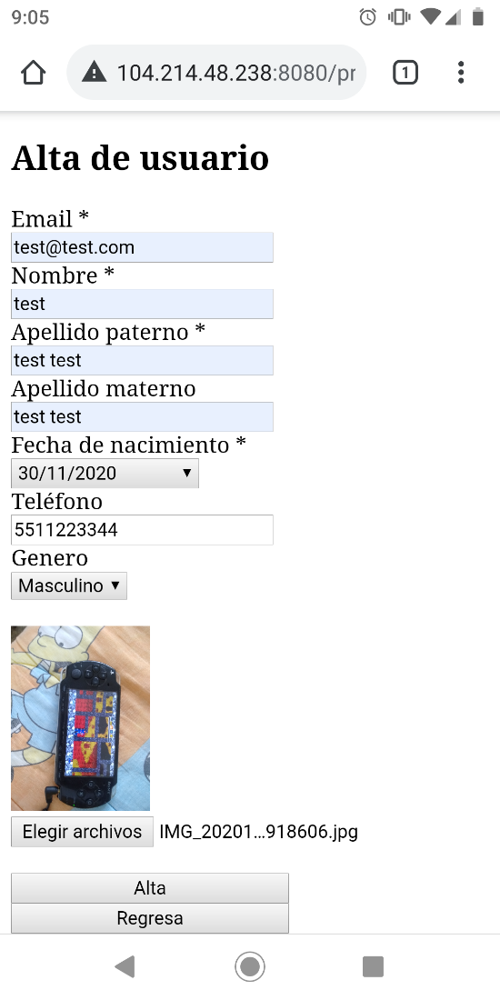 9:05
104.214.48.238:8080/pr
1
Alta de usuario
Email *
test@test.com
Nombre *
test
Apellido paterno *
test test
Apellido materno
test test
Fecha de nacimiento *
30/11/2020
Teléfono
5511223344
Genero
Masculino
Elegir archivos IMG_20201...918606.jpg
Alta
Regresa